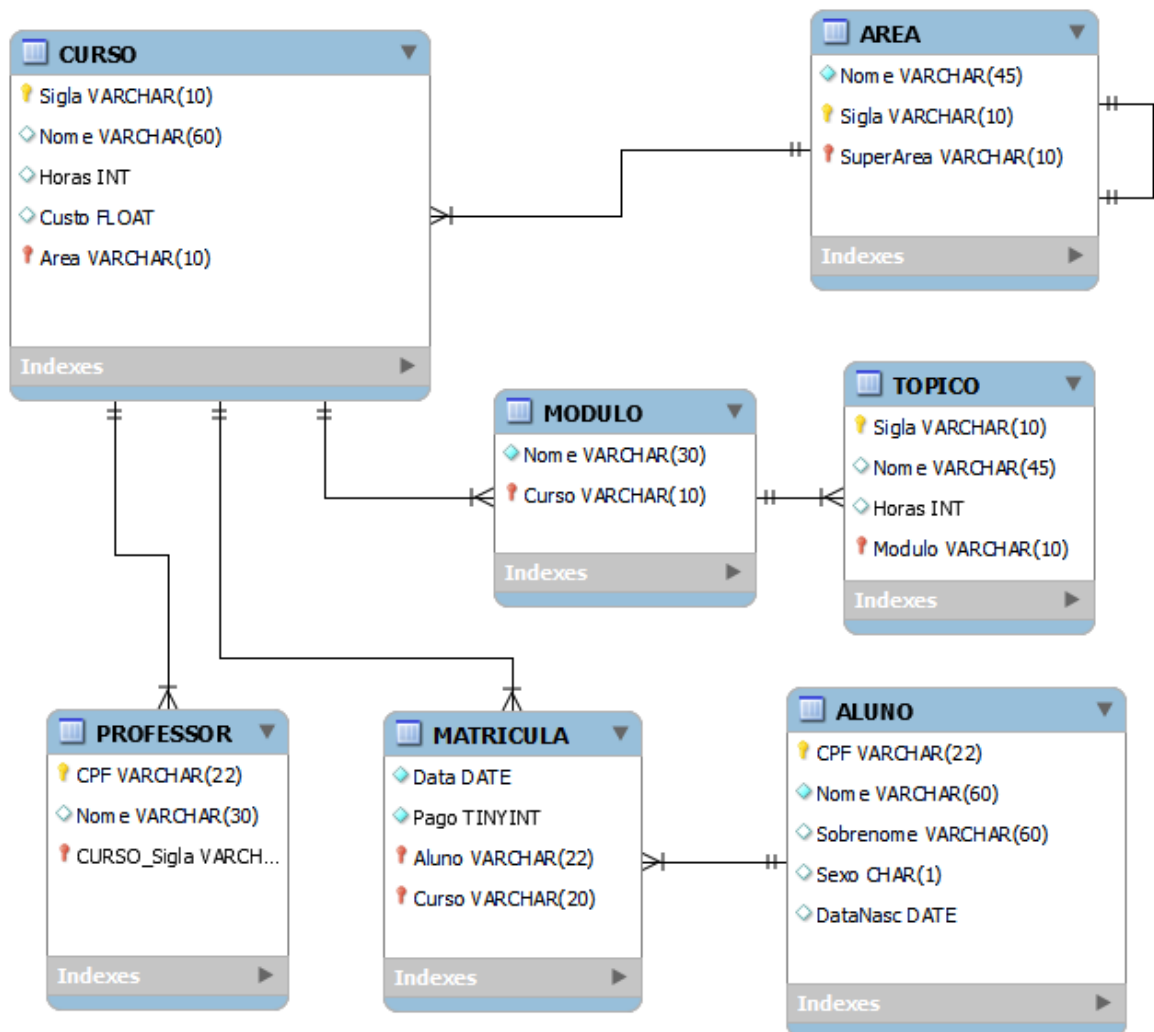 CURSO
Sigla VARCHAR(10)
Nome VARCHAR(60)
Horas INT
Custo FLOAT
Area VARCHAR(10)
Indexes
AREA
Nome VARCHAR(45)
Sigla VARCHAR(10)
SuperArea VARCHAR(10)
Indexes
MODULO
Nome VARCHAR(30)
Curso VARCHAR(10)
Indexes
TOPICO
Sigla VARCHAR(10)
Nome VARCHAR(45)
Horas INT
Modulo VARCHAR(10)
Indexes
PROFESSOR
CPF VARCHAR(22)
Nome VARCHAR(30)
CURSO_Sigla VARCH...
Indexes
MATRICULA
Data DATE
Pago TINYINT
Aluno VARCHAR(22)
Curso VARCHAR(20)
Indexes
ALUNO
CPF VARCHAR(22)
Nome VARCHAR(60)
Sobrenome VARCHAR(60)
Sexo CHAR(1)
DataNasc DATE
Indexes